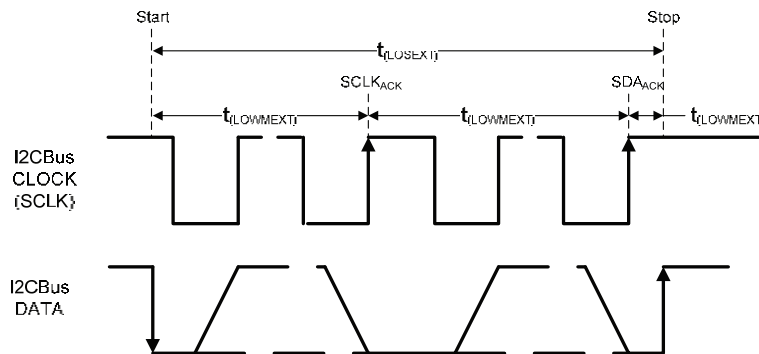 Start
Stop
t(LOSEXT)
SCLKACK
SDAACK
t(LOWMEXT)
t(LOWMEXT)
t(LOWMEXT)
I2CBus
CLOCK
(SCLK)
I2CBus
DATA